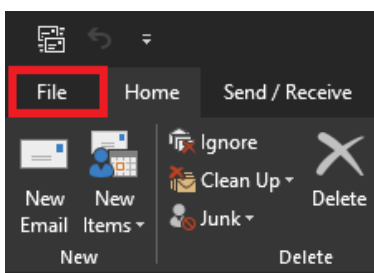 File Home Send / Receive
Ignore
Clean Up
Junk
New Email
New Items
Delete
New Delete